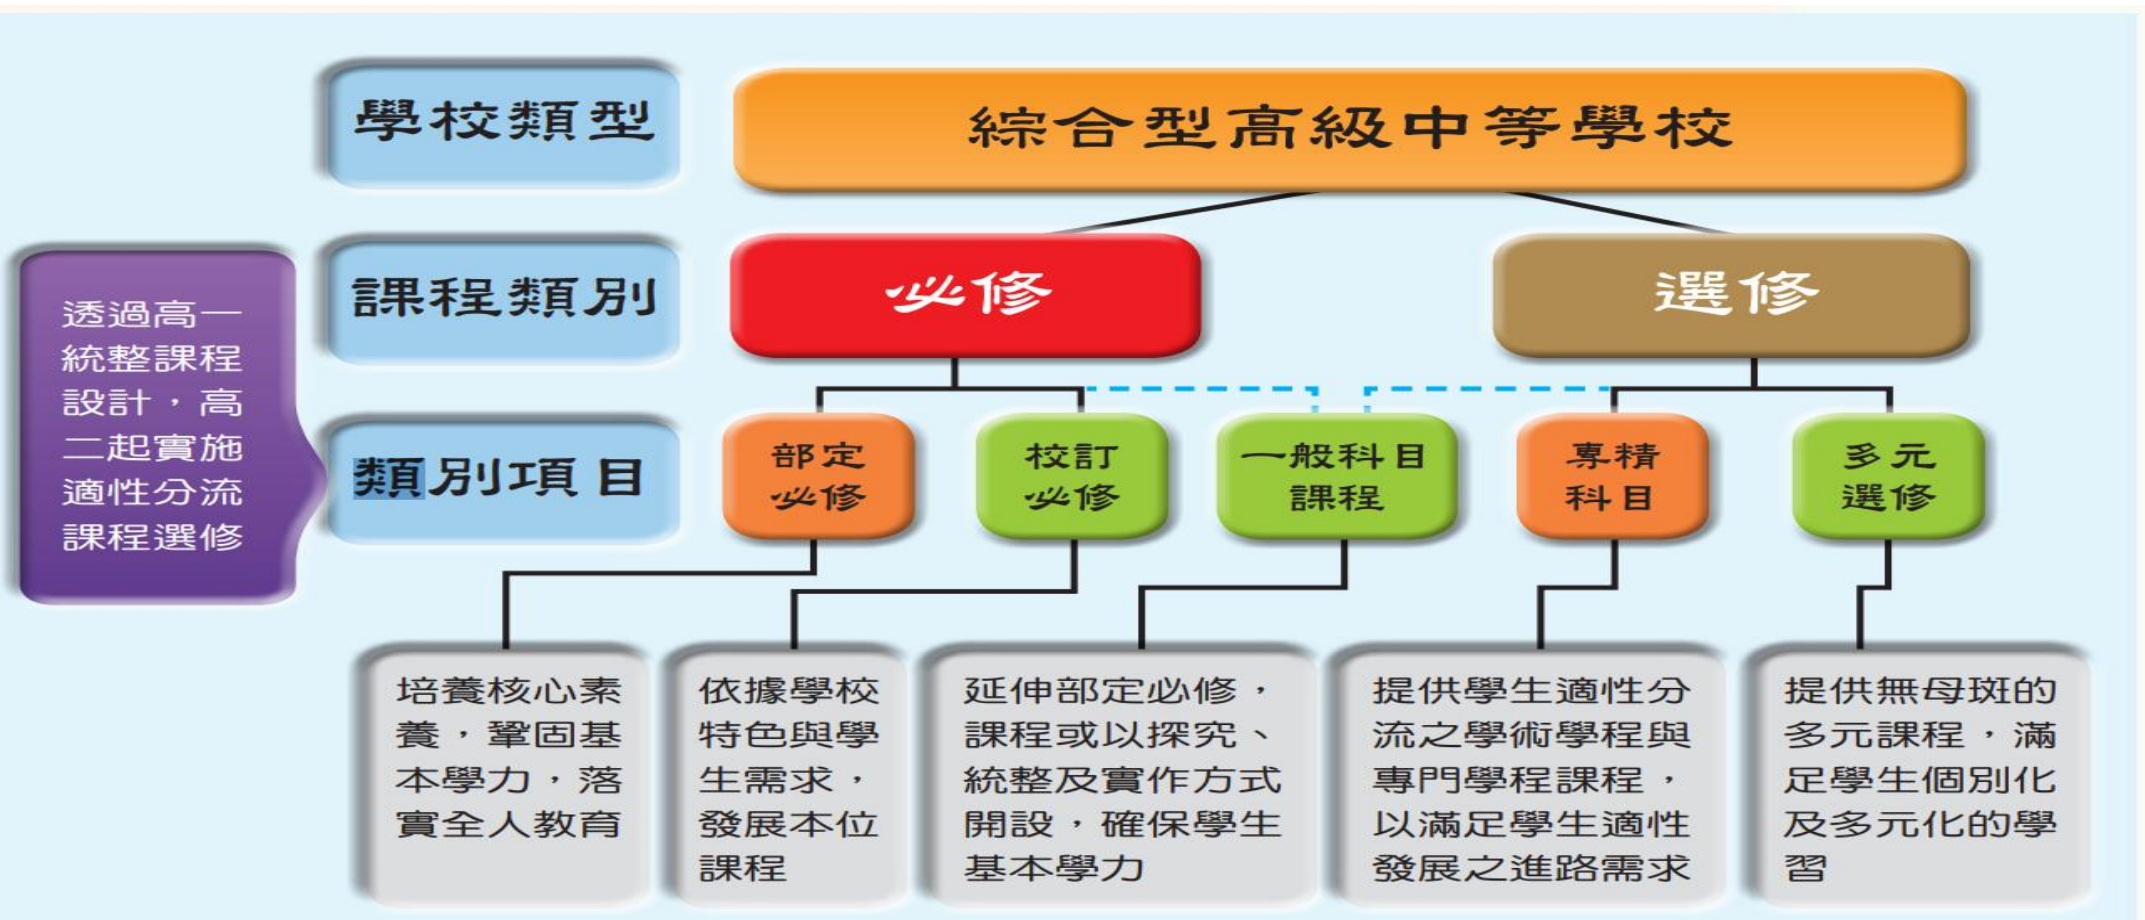 學校類型
綜合型高級中等學校
課程類別
必修
選修
透過高一
統整課程
設計，高
二起實施
適性分流
課程選修
類別項目
部定
必修
校訂
必修
一般科目
課程
專精
科目
多元
選修
培養核心素
養，鞏固基
本學力，落
實全人教育
依據學校
特色與學
生需求，
發展本位
課程
延伸部定必修，
課程或以探究、
統整及實作方式
開設，確保學生
基本學力
提供學生適性分
流之學術學程與
專門學程課程，
以滿足學生適性
發展之進路需求
提供無母斑的
多元課程，滿
足學生個別化
及多元化的學
習